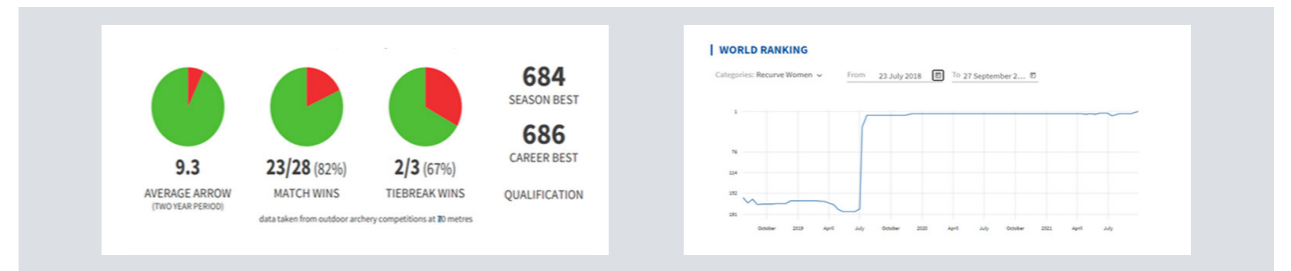 9.3
AVERAGE ARROW
(TWO YEAR PERIOD)
23/28 (82%)
MATCH WINS
2/3 (67%)
TIEBREAK WINS
684
SEASON BEST
686
CAREER BEST
QUALIFICATION
data taken from outdoor archery competitions at 70 metres
WORLD RANKING
Categories: Recurve Women From 23 July 2018 To 27 September 2...
1
76
114
152
191
October 2019 April July October 2020 April July October 2021 April July